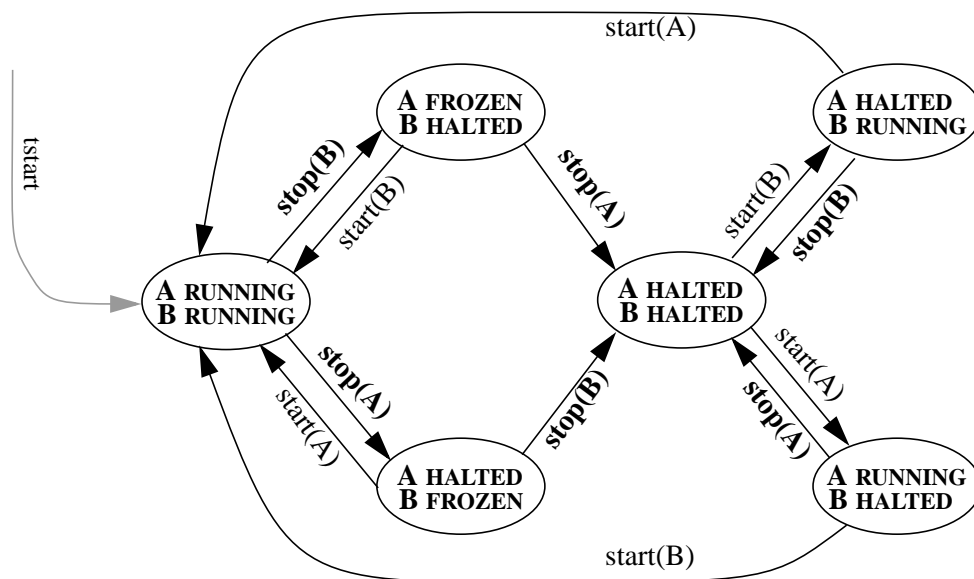 start(A)
A FROZEN
B HALTED
A HALTED
B RUNNING
tstart
stop(B)
start(B)
stop(A)
start(B)
stop(B)
A RUNNING
B RUNNING
A HALTED
B HALTED
stop(A)
start(A)
stop(B)
start(A)
stop(A)
A HALTED
B FROZEN
A RUNNING
B HALTED
start(B)